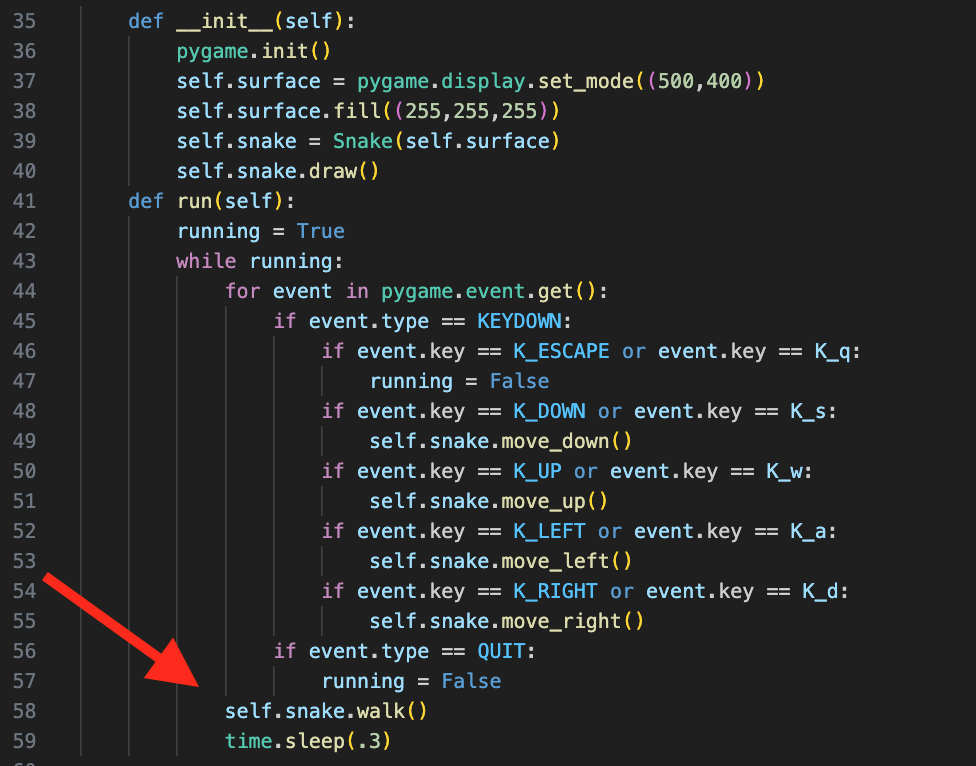 35 def __init__(self):
36 pygame.init()
37 self.surface = pygame.display.set_mode((500,400))
38 self.surface.fill((255,255,255))
39 self.snake = Snake(self.surface)
40 self.snake.draw()
41 def run(self):
42 running = True
43 while running:
44 for event in pygame.event.get():
45 if event.type == KEYDOWN:
46 if event.key == K_ESCAPE or event.key == K_q:
47 running = False
48 if event.key == K_DOWN or event.key == K_s:
49 self.snake.move_down()
50 if event.key == K_UP or event.key == K_w:
51 self.snake.move_up()
52 if event.key == K_LEFT or event.key == K_a:
53 self.snake.move_left()
54 if event.key == K_RIGHT or event.key == K_d:
55 self.snake.move_right()
56 if event.type == QUIT:
57 running = False
58 self.snake.walk()
59 time.sleep(.3)